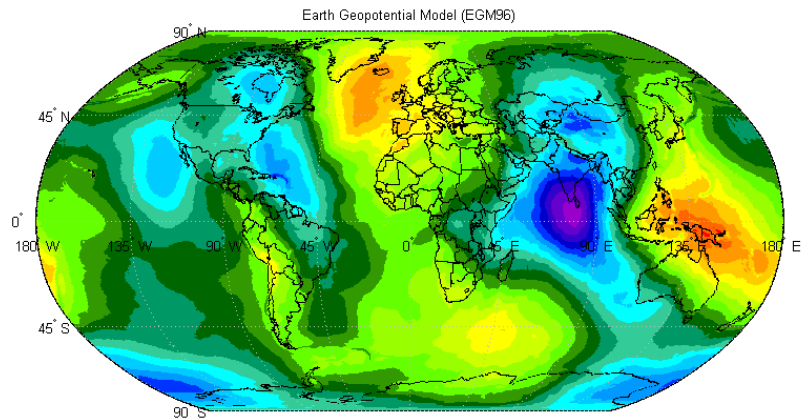 Earth Geopotential Model (EGM96)
90° N
45° N
0°
180° W 135° W 90° W 45° W 0 45° E 90° E 135° E 180° E
45° S
90° S